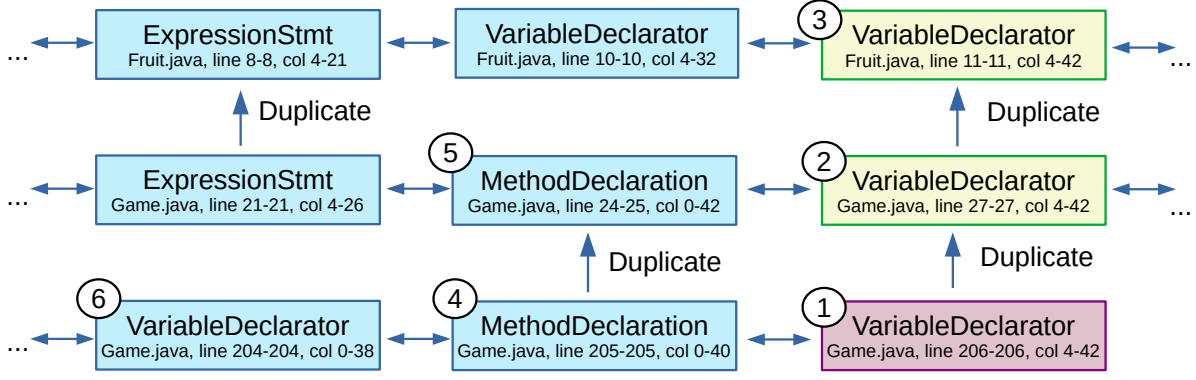 3
ExpressionStmt
Fruit.java, line 8-8, col 4-21
VariableDeclarator
Fruit.java, line 10-10, col 4-32
VariableDeclarator
Fruit.java, line 11-11, col 4-42
...
...
Duplicate
Duplicate
5
2
ExpressionStmt
Game.java, line 21-21, col 4-26
MethodDeclaration
Game.java, line 24-25, col 0-42
VariableDeclarator
Game.java, line 27-27, col 4-42
...
...
Duplicate
Duplicate
6
4
1
VariableDeclarator
Game.java, line 204-204, col 0-38
MethodDeclaration
Game.java, line 205-205, col 0-40
VariableDeclarator
Game.java, line 206-206, col 4-42
...